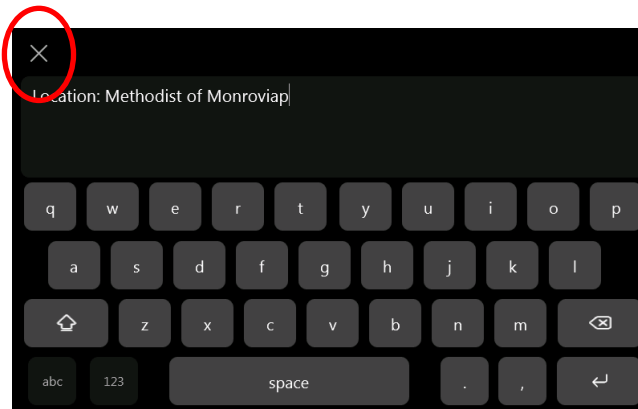 Location: Methodist of Monroviap
q w e r t y u i o p
a s d f g h j k l
z x c v b n m
abc 123 space . ,